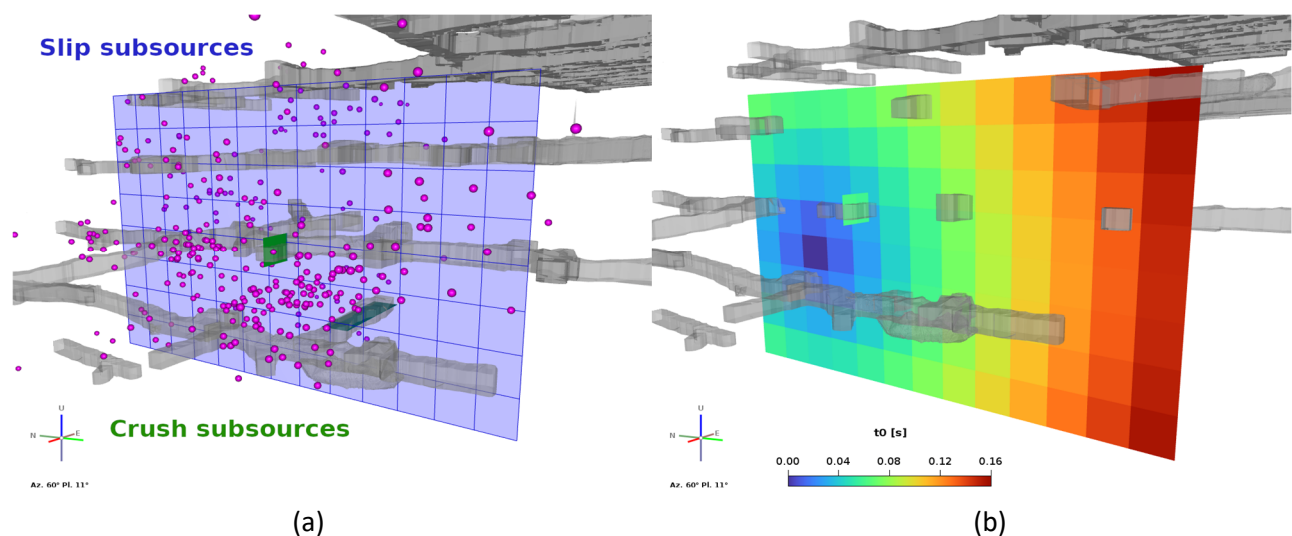 Slip subsources
Crush subsources
U
N
E
Az. 60° Pl. 11°
(a)
t0 [s]
0.00 0.04 0.08 0.12 0.16
U
N
E
Az. 60° Pl. 11°
(b)